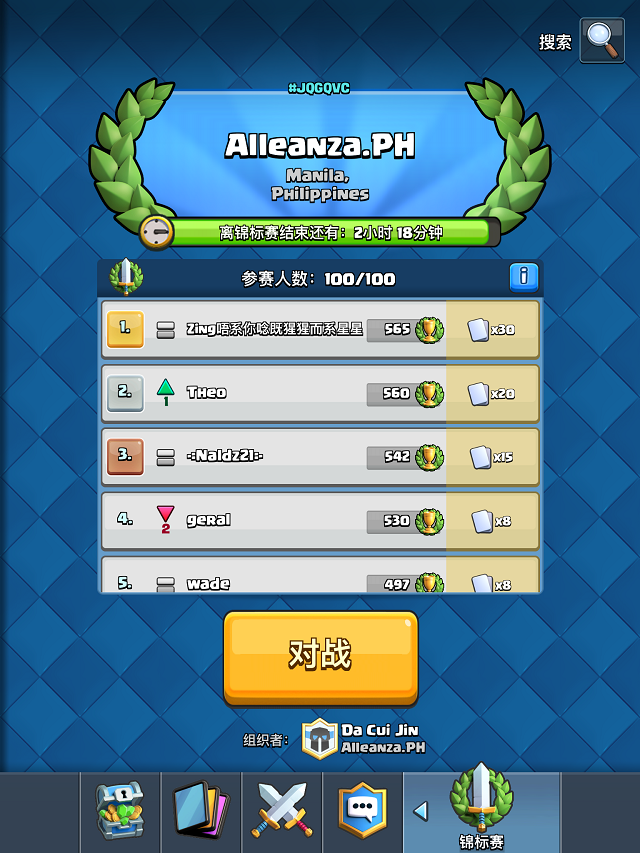 搜索
#JQGQVC
Alleanza.PH
Manila,
Philippines
离锦标赛结束还有：2小时 18分钟
参赛人数：100/100
i
1. Zing唔系你唸既猩猩而系星星 565 x30
2. 1 Theo 560 x20
3. -:Naldz21:- 542 x15
4. 2 geral 530 x8
5. wade 497 x8
对战
组织者：
Da Cui Jin
Alleanza.PH
锦标赛